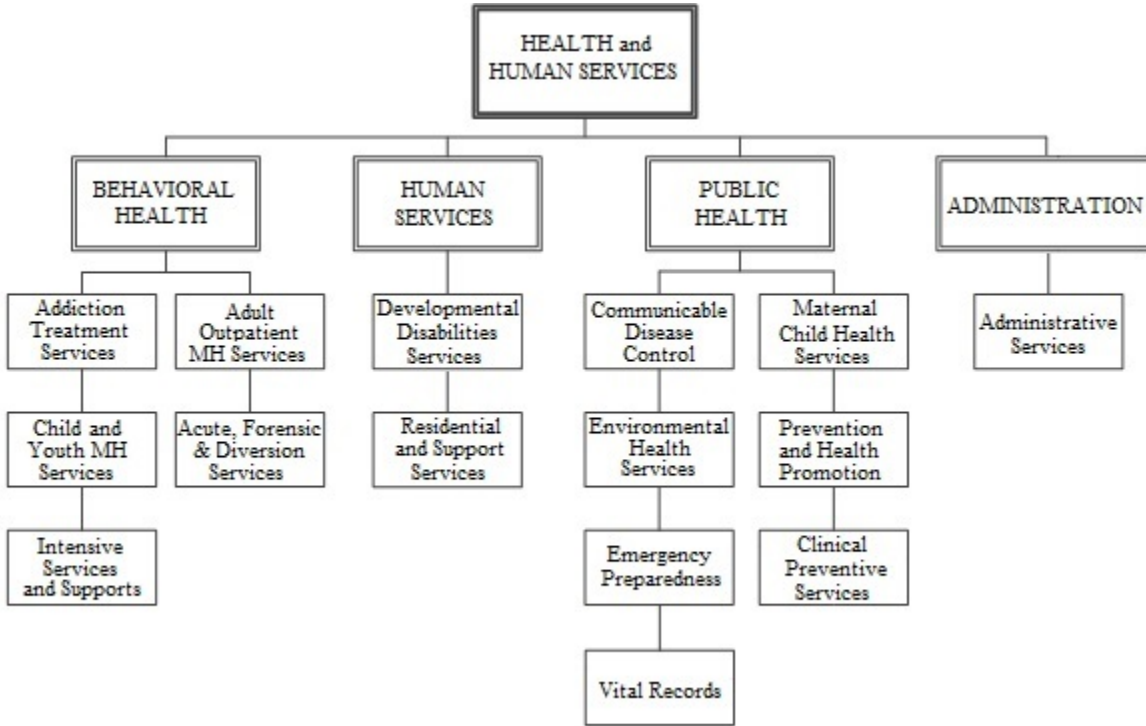 HEALTH and
HUMAN SERVICES
BEHAVIORAL
HEALTH
HUMAN
SERVICES
PUBLIC
HEALTH
ADMINISTRATION
Addiction
Treatment
Services
Adult
Outpatient
MH Services
Developmental
Disabilities
Services
Communicable
Disease
Control
Maternal
Child Health
Services
Administrative
Services
Child and
Youth MH
Services
Acute, Forensic
& Diversion
Services
Residential
and Support
Services
Environmental
Health
Services
Prevention
and Health
Promotion
Intensive
Services
and Supports
Emergency
Preparedness
Clinical
Preventive
Services
Vital Records